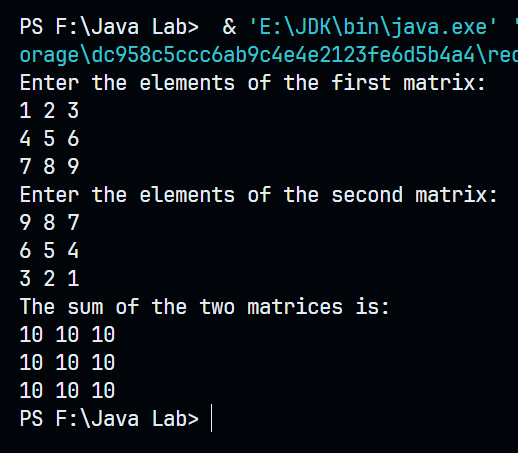 PS F:\Java Lab>  & 'E:\JDK\bin\java.exe' '
orage\dc958c5ccc6ab9c4e4e2123fe6d5b4a4\red
Enter the elements of the first matrix:
1 2 3
4 5 6
7 8 9
Enter the elements of the second matrix:
9 8 7
6 5 4
3 2 1
The sum of the two matrices is:
10 10 10
10 10 10
10 10 10
PS F:\Java Lab>